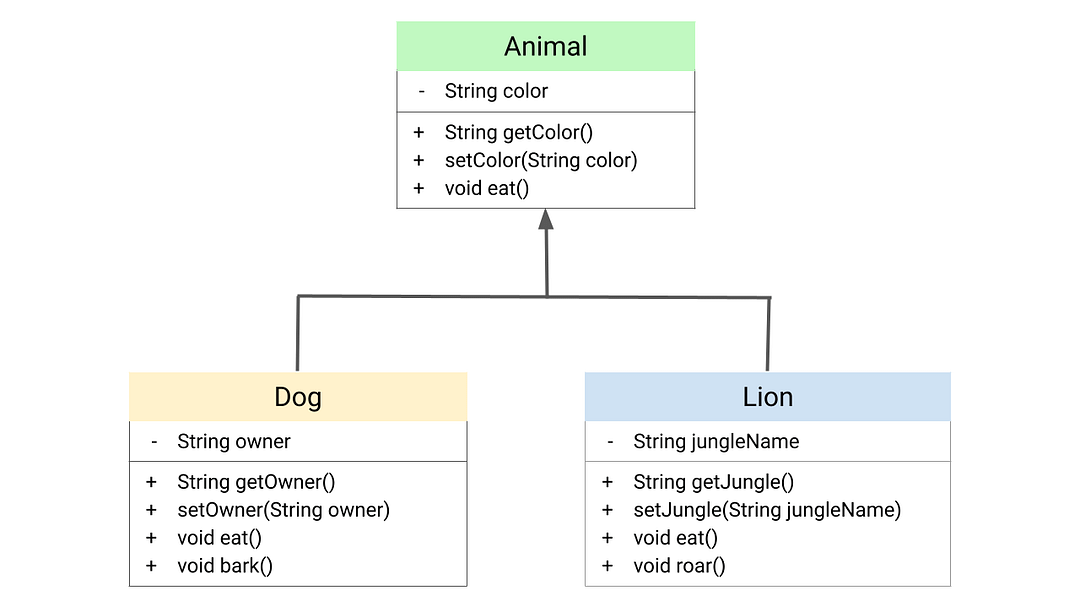 Animal
- String color
+ String getColor()
+ setColor(String color)
+ void eat()
Dog
- String owner
+ String getOwner()
+ setOwner(String owner)
+ void eat()
+ void bark()
Lion
- String jungleName
+ String getJungle()
+ setJungle(String jungleName)
+ void eat()
+ void roar()